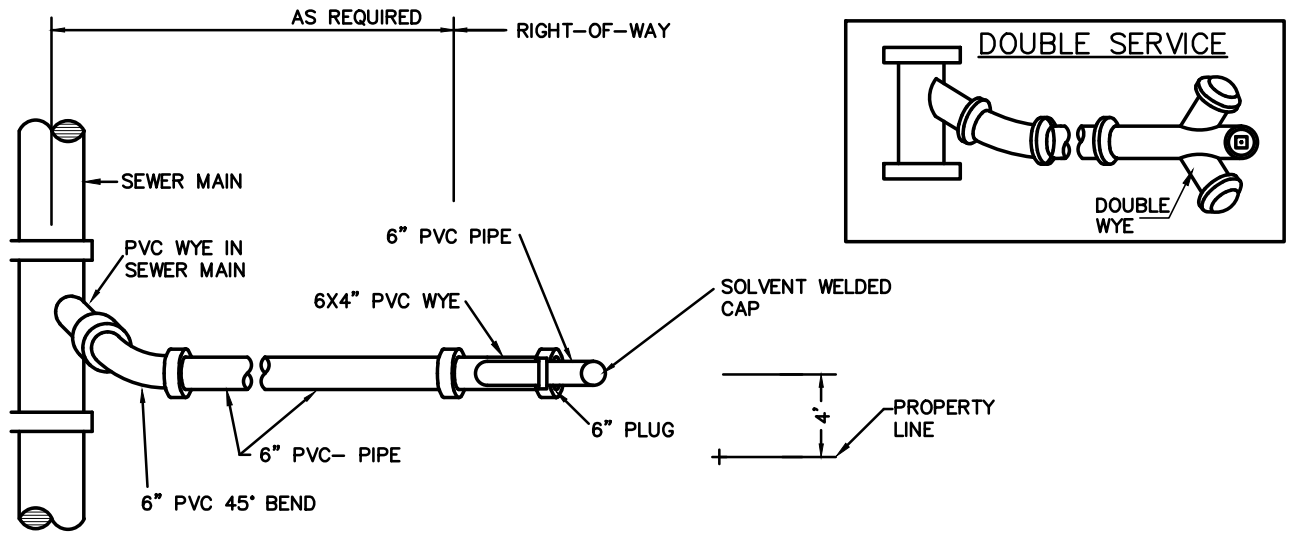 AS REQUIRED
RIGHT-OF-WAY
DOUBLE SERVICE
SEWER MAIN
DOUBLE
WYE
PVC WYE IN
SEWER MAIN
6" PVC PIPE
6X4" PVC WYE
SOLVENT WELDED
CAP
4'
PROPERTY
LINE
6" PLUG
6" PVC- PIPE
6" PVC 45° BEND